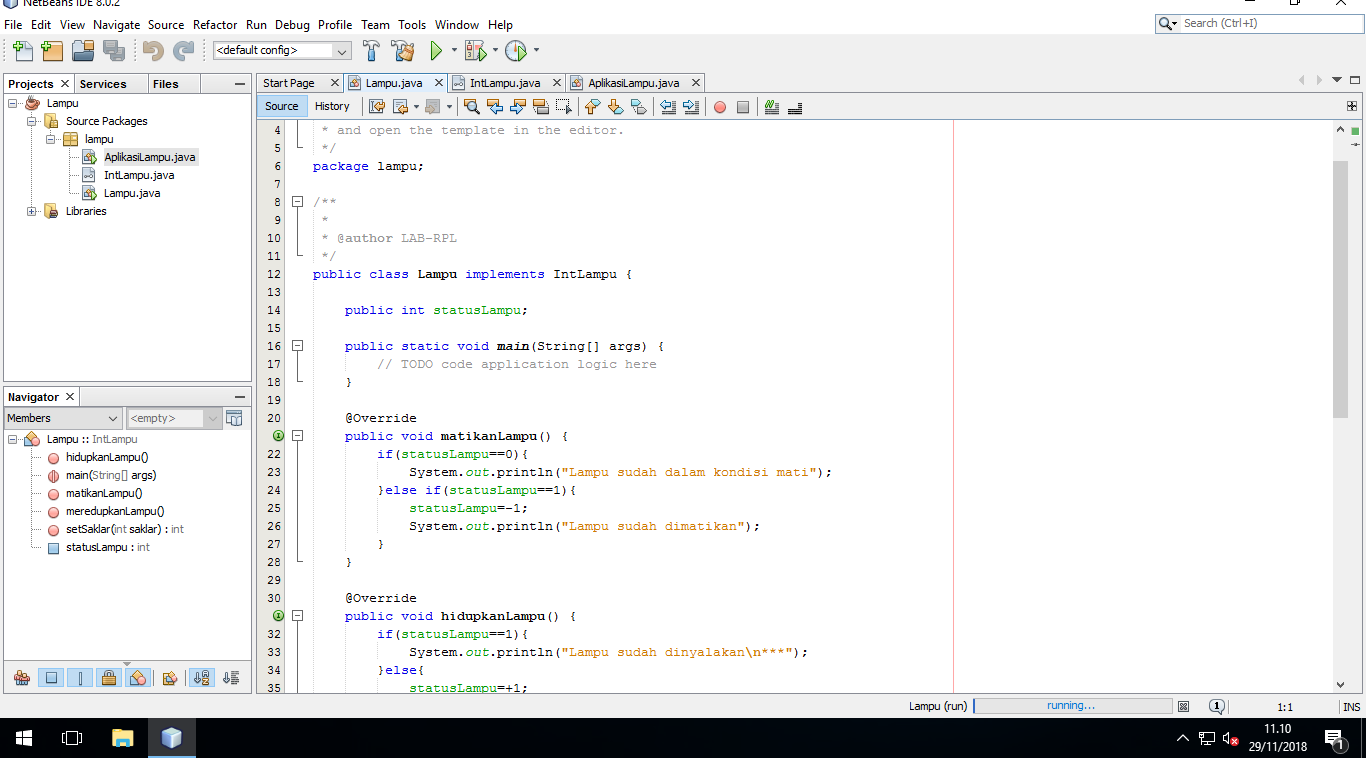 NetBeans IDE 8.0.2
File Edit View Navigate Source Refactor Run Debug Profile Team Tools Window Help
Search (Ctrl+I)
<default config>
Projects Services Files
Start Page Lampu.java IntLampu.java AplikasiLampu.java
Source History
Lampu
Source Packages
lampu
AplikasiLampu.java
IntLampu.java
Lampu.java
Libraries
Navigator
Members <empty>
Lampu :: IntLampu
hidupkanLampu()
main(String[] args)
matikanLampu()
meredupkanLampu()
setSaklar(int saklar) : int
statusLampu : int
4 * and open the template in the editor.
5 */
6 package lampu;
7
8 /**
9 *
10 * @author LAB-RPL
11 */
12 public class Lampu implements IntLampu {
13
14 public int statusLampu;
15
16 public static void main(String[] args) {
17 // TODO code application logic here
18 }
19
20 @Override
public void matikanLampu() {
22 if(statusLampu==0){
23 System.out.println("Lampu sudah dalam kondisi mati");
24 }else if(statusLampu==1){
25 statusLampu=-1;
26 System.out.println("Lampu sudah dimatikan");
27 }
28 }
29
30 @Override
public void hidupkanLampu() {
32 if(statusLampu==1){
33 System.out.println("Lampu sudah dinyalakan\n***");
34 }else{
35 statusLampu=+1;
Lampu (run) running... 1 1:1 INS
11.10
29/11/2018
1